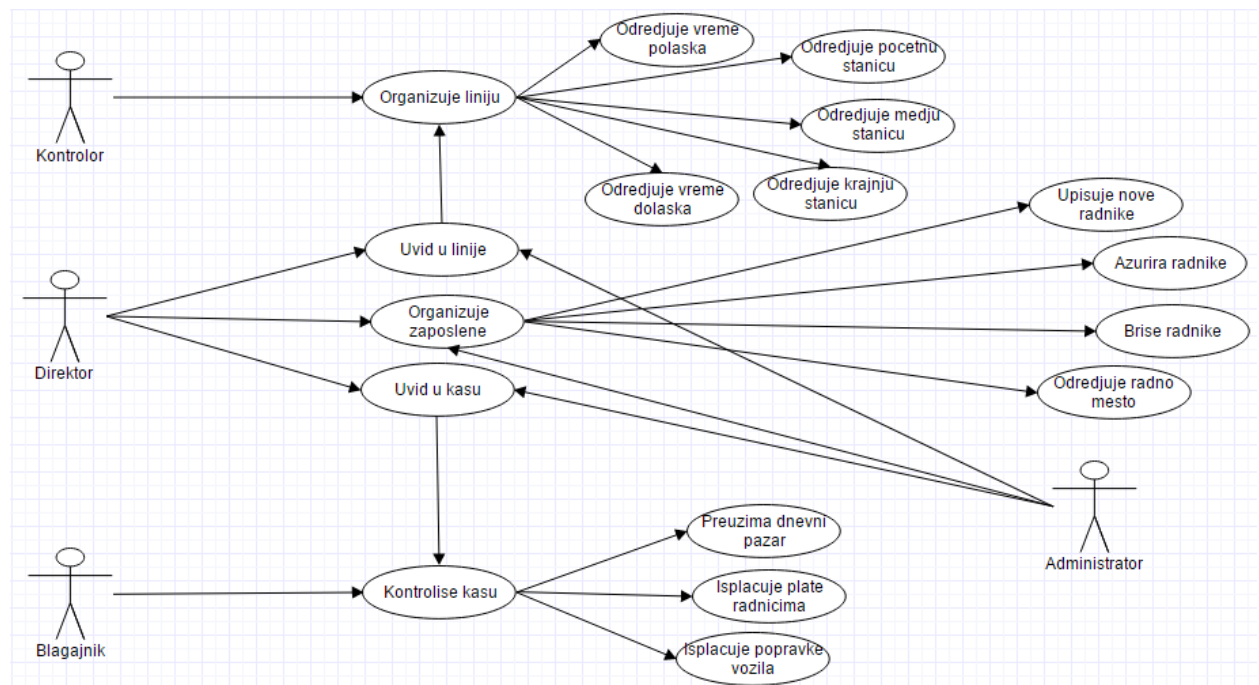 Odredjuje vreme
polaska
Odredjuje pocetnu
stanicu
Organizuje liniju
Odredjuje medju
stanicu
Kontrolor
Odredjuje vreme
dolaska
Odredjuje krajnju
stanicu
Upisuje nove
radnike
Uvid u linije
Azurira radnike
Organizuje
zaposlene
Brise radnike
Direktor
Uvid u kasu
Odredjuje radno
mesto
Preuzima dnevni
pazar
Administrator
Kontrolise kasu
Isplacuje plate
radnicima
Blagajnik
Isplacuje popravke
vozila